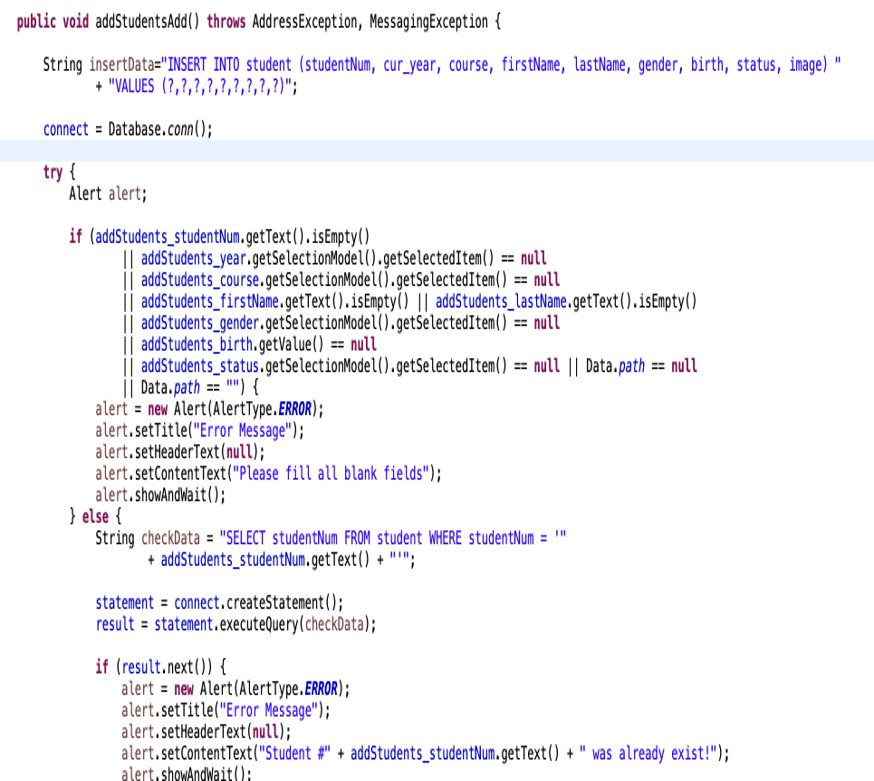 public void addStudentsAdd() throws AddressException, MessagingException {
String insertData="INSERT INTO student (studentNum, cur_year, course, firstName, lastName, gender, birth, status, image) "
+ "VALUES (?,?,?,?,?,?,?,?,?)";
connect = Database.conn();
try {
Alert alert;
if (addStudents_studentNum.getText().isEmpty()
|| addStudents_year.getSelectionModel().getSelectedItem() == null
|| addStudents_course.getSelectionModel().getSelectedItem() == null
|| addStudents_firstName.getText().isEmpty() || addStudents_lastName.getText().isEmpty()
|| addStudents_gender.getSelectionModel().getSelectedItem() == null
|| addStudents_birth.getValue() == null
|| addStudents_status.getSelectionModel().getSelectedItem() == null || Data.path == null
|| Data.path == "") {
alert = new Alert(AlertType.ERROR);
alert.setTitle("Error Message");
alert.setHeaderText(null);
alert.setContentText("Please fill all blank fields");
alert.showAndWait();
} else {
String checkData = "SELECT studentNum FROM student WHERE studentNum = '"
+ addStudents_studentNum.getText() + "'";
statement = connect.createStatement();
result = statement.executeQuery(checkData);
if (result.next()) {
alert = new Alert(AlertType.ERROR);
alert.setTitle("Error Message");
alert.setHeaderText(null);
alert.setContentText("Student #" + addStudents_studentNum.getText() + " was already exist!");
alert.showAndWait();